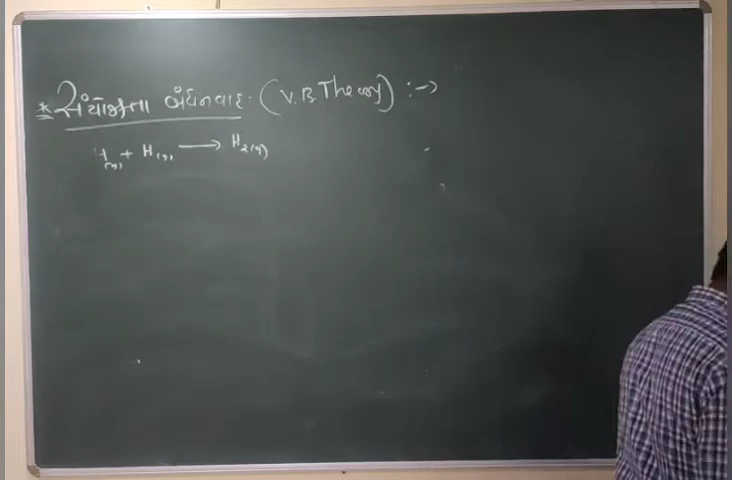 * સંયોજકતા બંધનવાદ. (V.B. Theory) :->
H(g) + H(g) ⟶ H2(g)